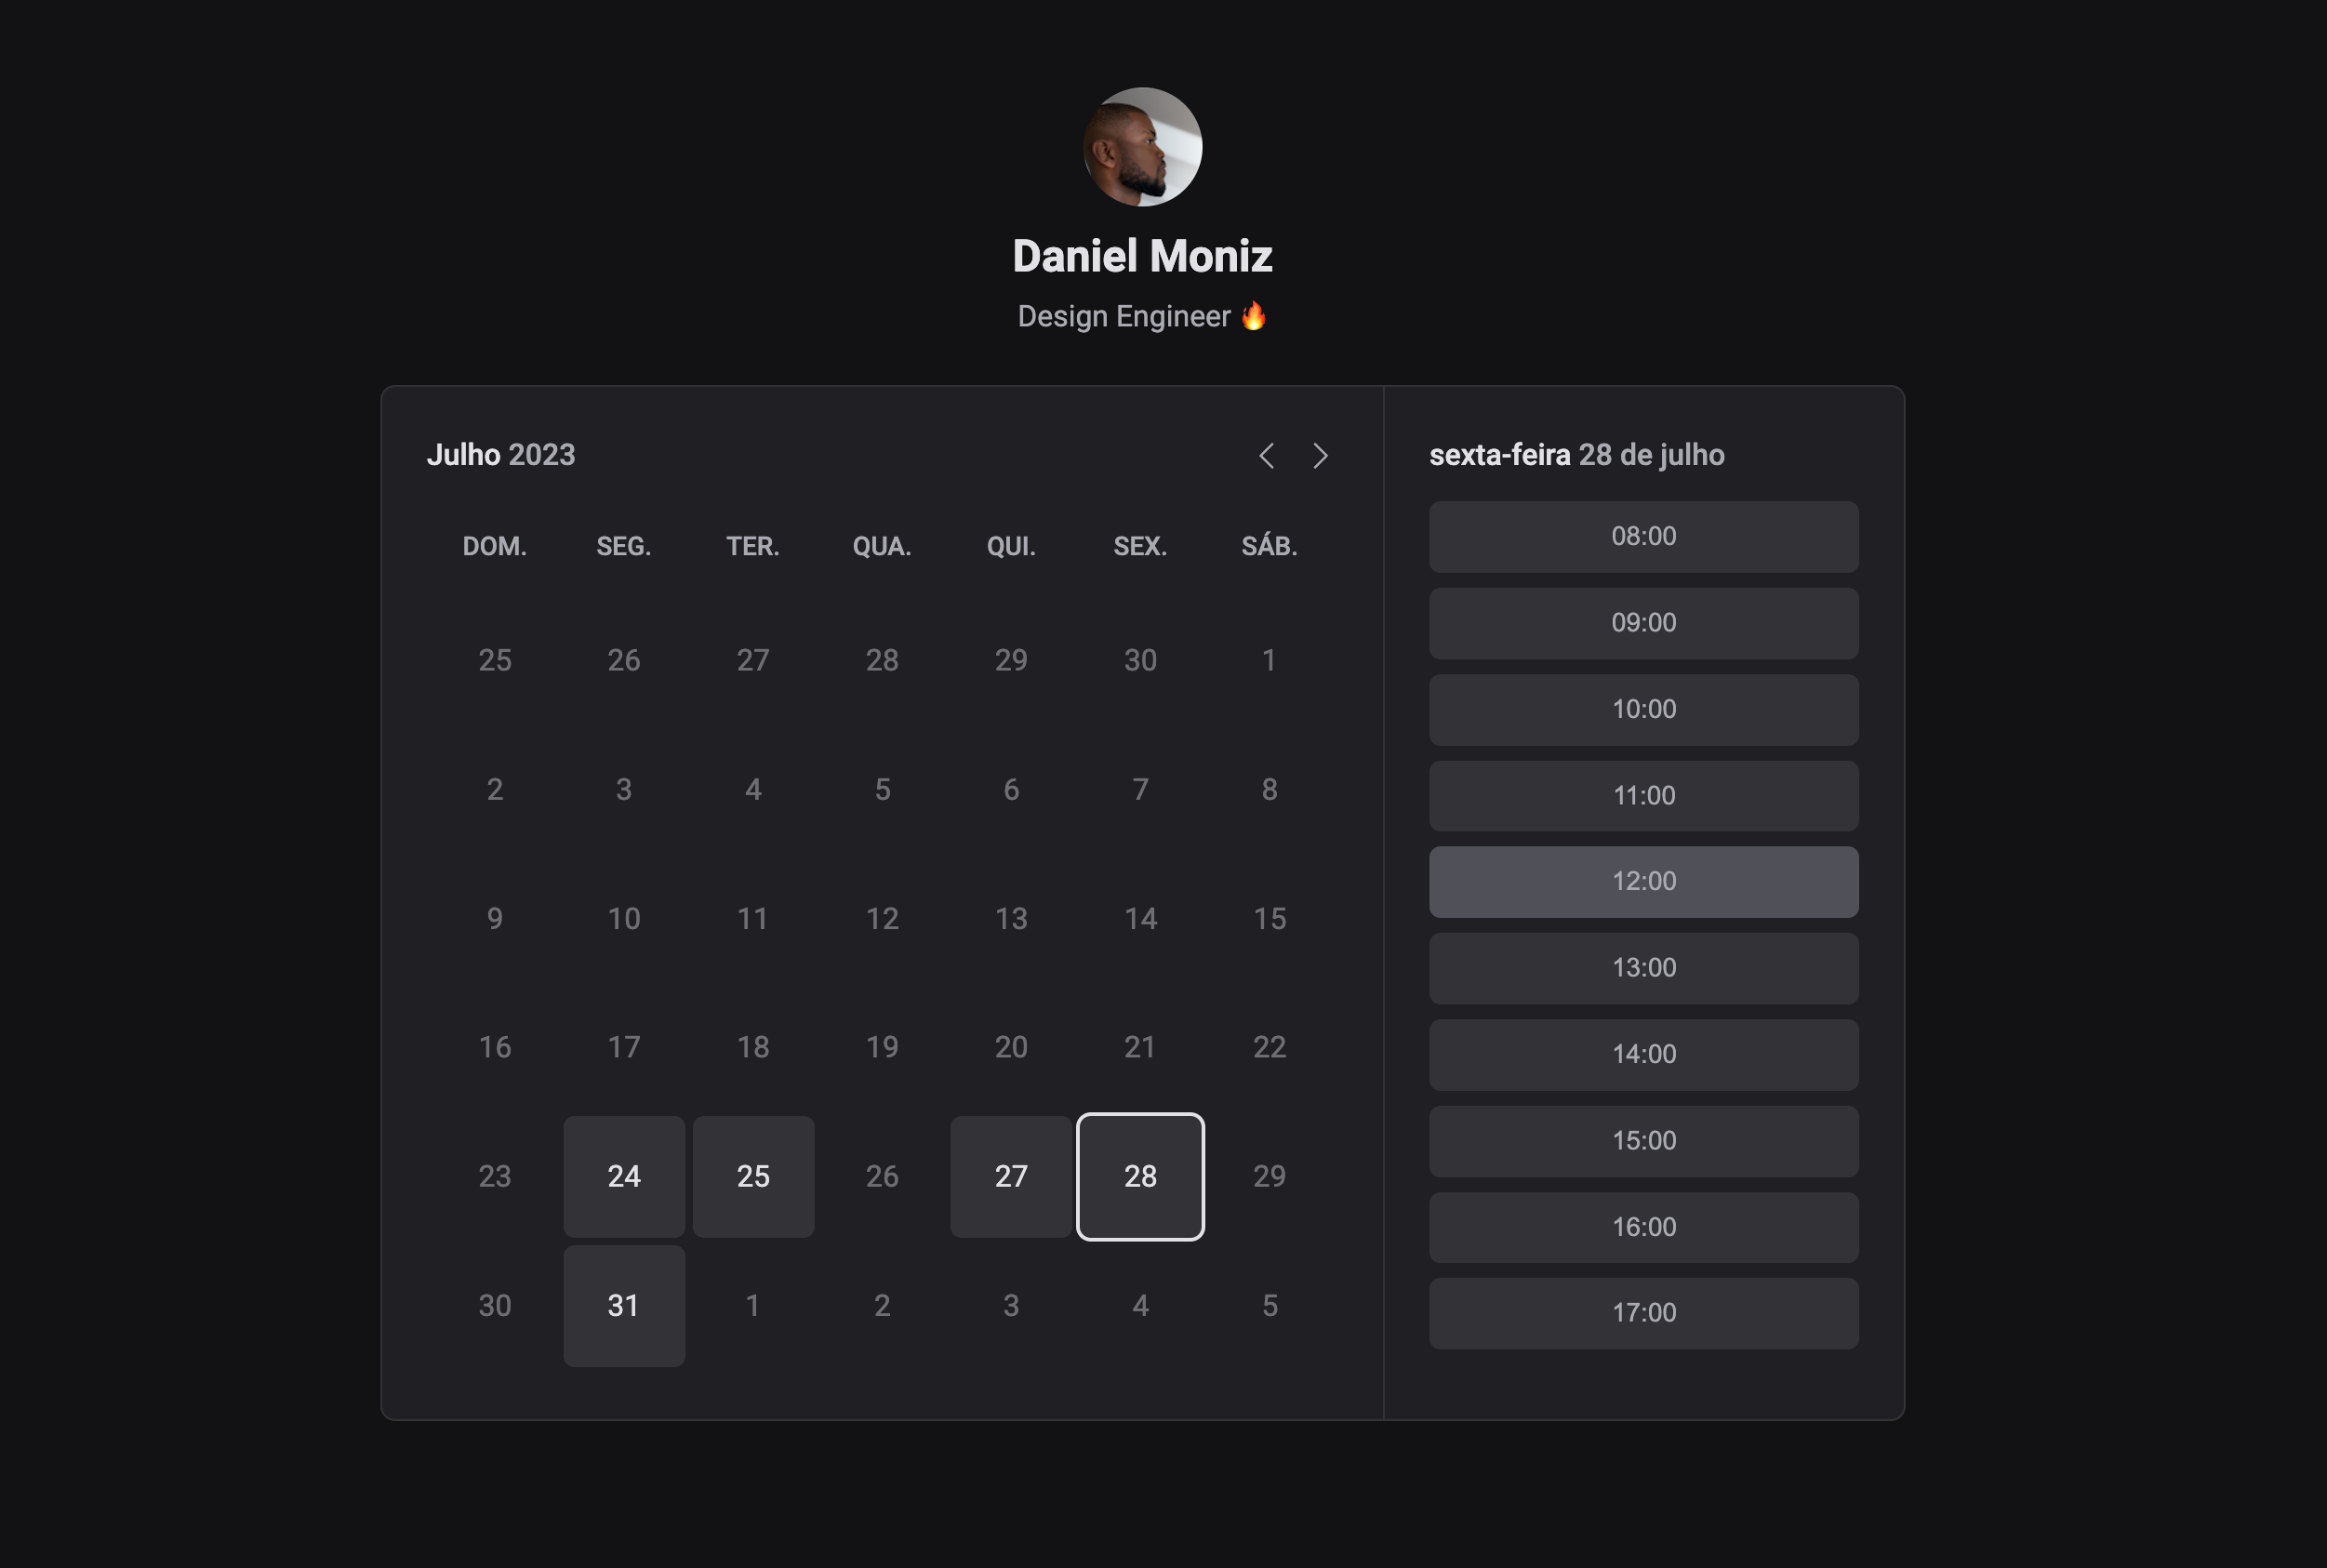 Daniel Moniz
Design Engineer 🔥
Julho 2023
DOM. SEG. TER. QUA. QUI. SEX. SÁB.
25 26 27 28 29 30 1
2 3 4 5 6 7 8
9 10 11 12 13 14 15
16 17 18 19 20 21 22
23 24 25 26 27 28 29
30 31 1 2 3 4 5
sexta-feira 28 de julho
08:00
09:00
10:00
11:00
12:00
13:00
14:00
15:00
16:00
17:00